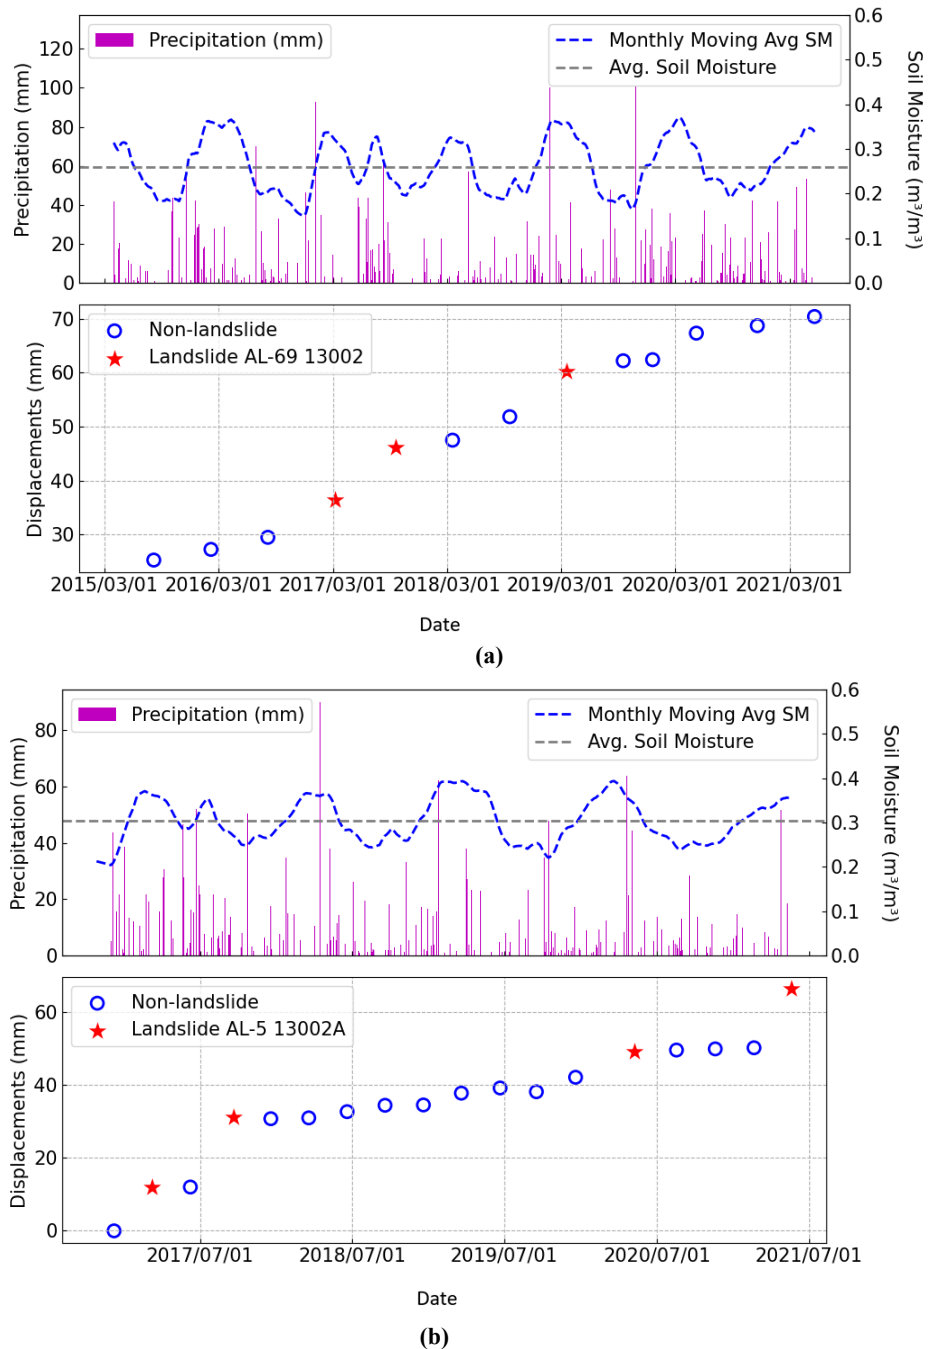 Precipitation (mm)
Monthly Moving Avg SM
Avg. Soil Moisture
Precipitation (mm)
120
100
80
60
40
20
0
0.6
0.5
0.4
0.3
0.2
0.1
0.0
Soil Moisture (m³/m³)
Non-landslide
Landslide AL-69 13002
Displacements (mm)
70
60
50
40
30
2015/03/01 2016/03/01 2017/03/01 2018/03/01 2019/03/01 2020/03/01 2021/03/01
Date
(a)
Precipitation (mm)
Monthly Moving Avg SM
Avg. Soil Moisture
Precipitation (mm)
80
60
40
20
0
0.6
0.5
0.4
0.3
0.2
0.1
0.0
Soil Moisture (m³/m³)
Non-landslide
Landslide AL-5 13002A
Displacements (mm)
60
40
20
0
2017/07/01 2018/07/01 2019/07/01 2020/07/01 2021/07/01
Date
(b)